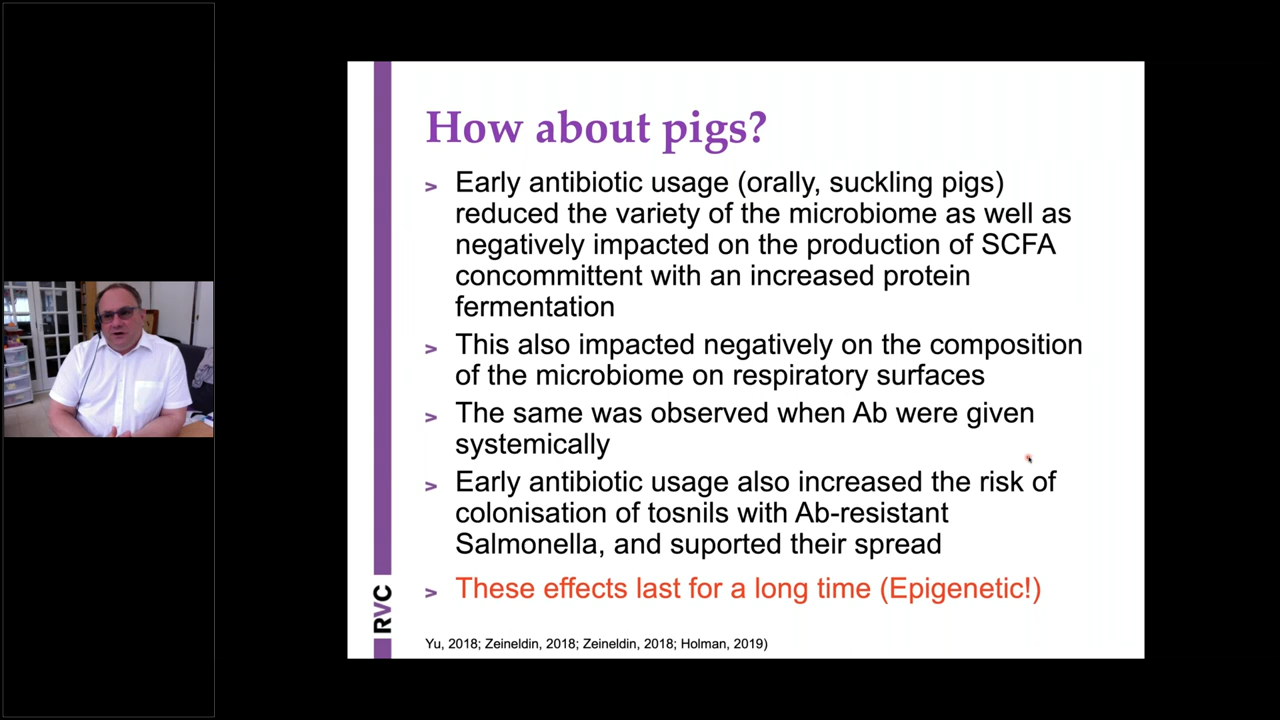 How about pigs?
> Early antibiotic usage (orally, suckling pigs)
reduced the variety of the microbiome as well as
negatively impacted on the production of SCFA
concommittent with an increased protein
fermentation
> This also impacted negatively on the composition
of the microbiome on respiratory surfaces
> The same was observed when Ab were given
systemically
> Early antibiotic usage also increased the risk of
colonisation of tosnils with Ab-resistant
Salmonella, and suported their spread
> These effects last for a long time (Epigenetic!)
RVC
Yu, 2018; Zeineldin, 2018; Zeineldin, 2018; Holman, 2019)